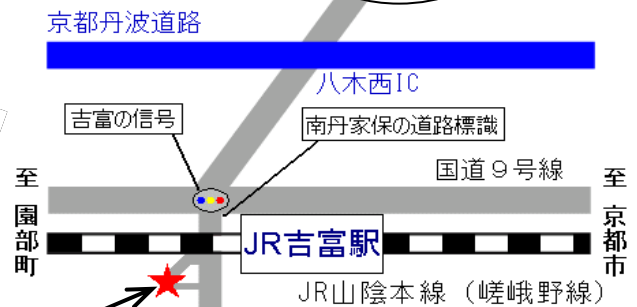 京都丹波道路
八木西IC
吉富の信号
南丹家保の道路標識
国道9号線
至園部町
至京都市
JR吉富駅
JR山陰本線（嵯峨野線）